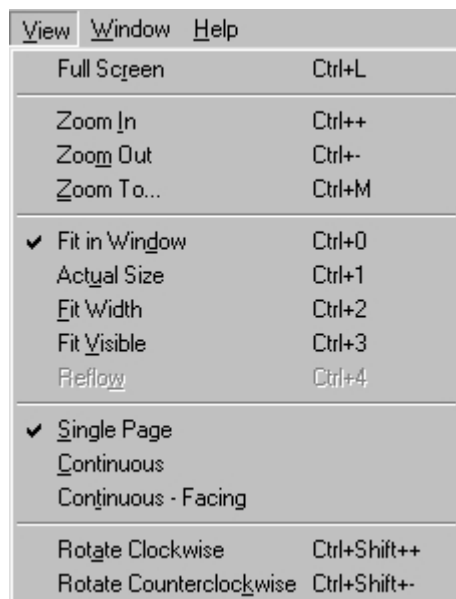 View Window Help
Full Screen Ctrl+L
Zoom In Ctrl++
Zoom Out Ctrl+-
Zoom To... Ctrl+M
Fit in Window Ctrl+0
Actual Size Ctrl+1
Fit Width Ctrl+2
Fit Visible Ctrl+3
Reflow Ctrl+4
Single Page
Continuous
Continuous - Facing
Rotate Clockwise Ctrl+Shift++
Rotate Counterclockwise Ctrl+Shift+-